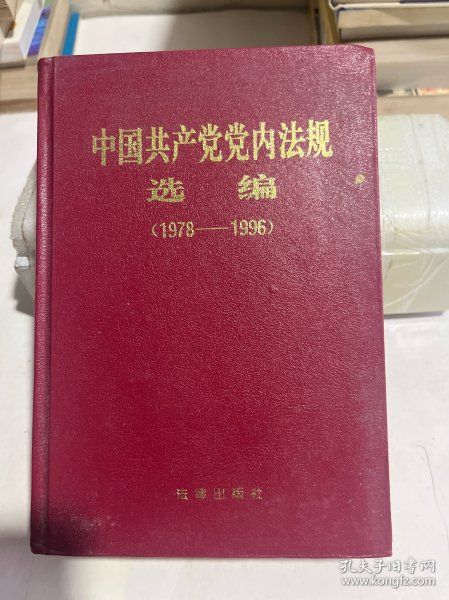 中国共产党党内法规
选 编
（1978——1996）
法律出版社
孔夫子旧书网
www.kongfz.com